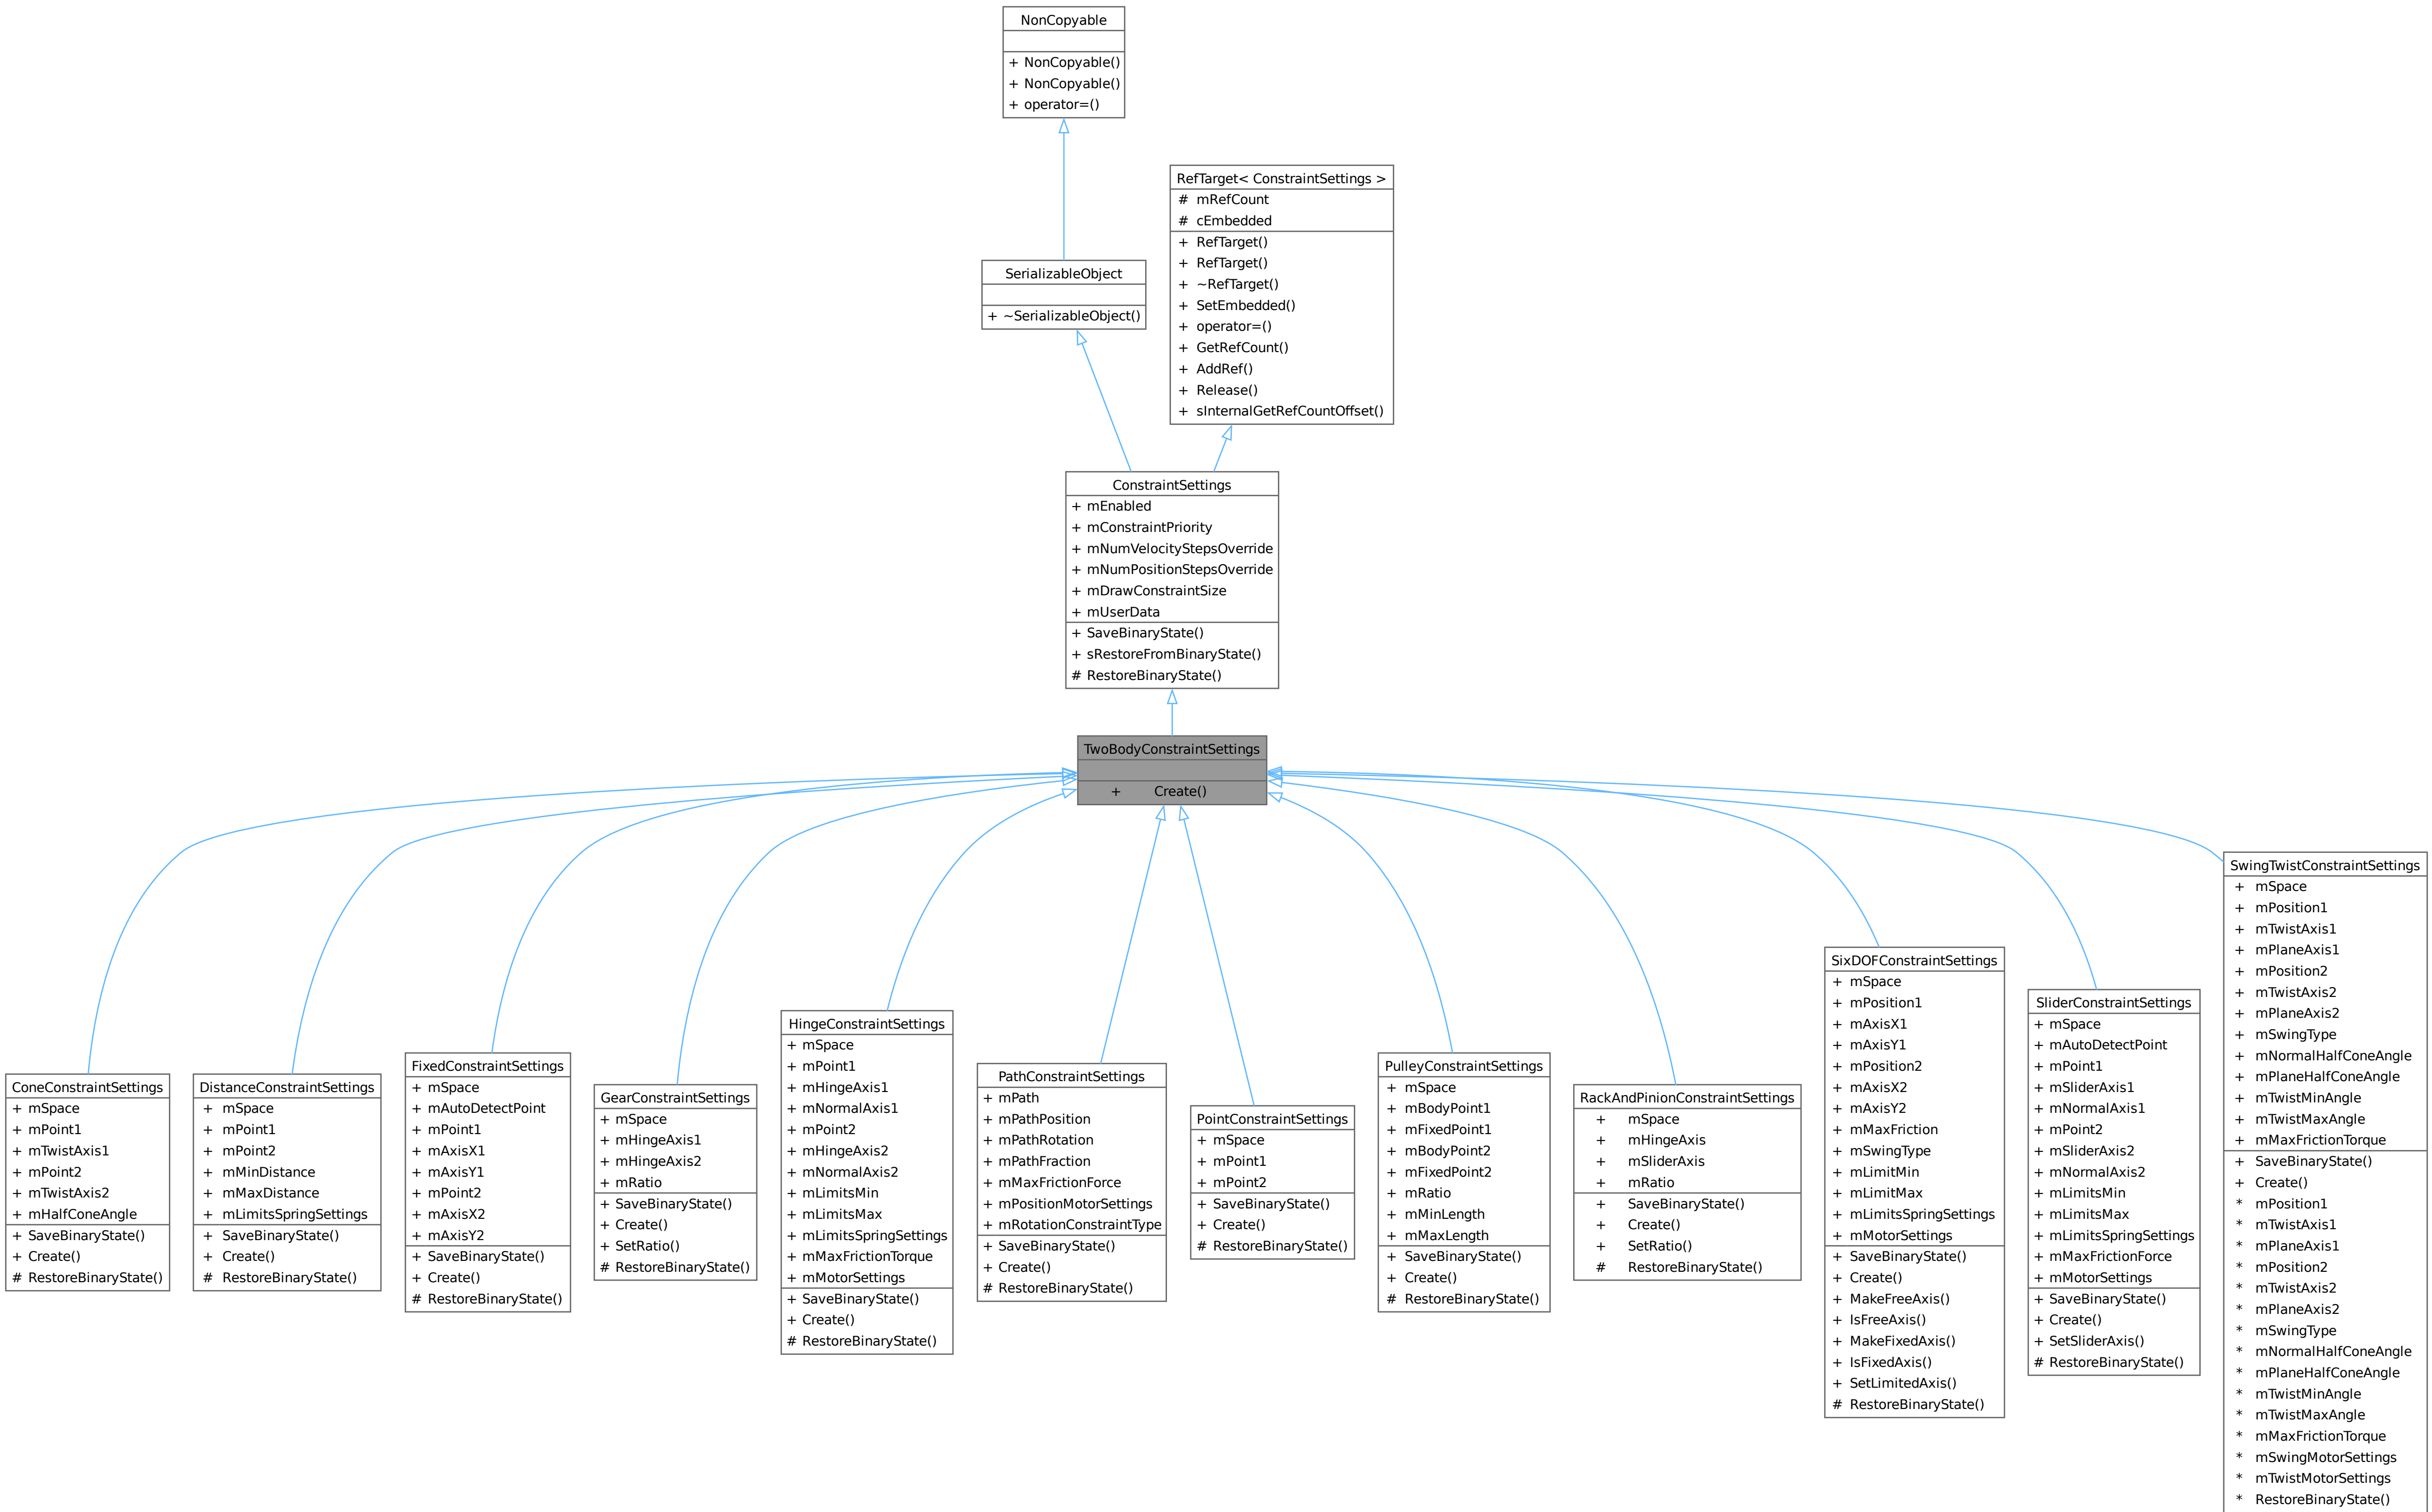 NonCopyable
+ NonCopyable()
+ NonCopyable()
+ operator=()
RefTarget< ConstraintSettings >
# mRefCount
# cEmbedded
+ RefTarget()
+ RefTarget()
+ ~RefTarget()
+ SetEmbedded()
+ operator=()
+ GetRefCount()
+ AddRef()
+ Release()
+ sInternalGetRefCountOffset()
SerializableObject
+ ~SerializableObject()
ConstraintSettings
+ mEnabled
+ mConstraintPriority
+ mNumVelocityStepsOverride
+ mNumPositionStepsOverride
+ mDrawConstraintSize
+ mUserData
+ SaveBinaryState()
+ sRestoreFromBinaryState()
# RestoreBinaryState()
TwoBodyConstraintSettings
+ Create()
ConeConstraintSettings
+ mSpace
+ mPoint1
+ mTwistAxis1
+ mPoint2
+ mTwistAxis2
+ mHalfConeAngle
+ SaveBinaryState()
+ Create()
# RestoreBinaryState()
DistanceConstraintSettings
+ mSpace
+ mPoint1
+ mPoint2
+ mMinDistance
+ mMaxDistance
+ mLimitsSpringSettings
+ SaveBinaryState()
+ Create()
# RestoreBinaryState()
FixedConstraintSettings
+ mSpace
+ mAutoDetectPoint
+ mPoint1
+ mAxisX1
+ mAxisY1
+ mPoint2
+ mAxisX2
+ mAxisY2
+ SaveBinaryState()
+ Create()
# RestoreBinaryState()
GearConstraintSettings
+ mSpace
+ mHingeAxis1
+ mHingeAxis2
+ mRatio
+ SaveBinaryState()
+ Create()
+ SetRatio()
# RestoreBinaryState()
HingeConstraintSettings
+ mSpace
+ mPoint1
+ mHingeAxis1
+ mNormalAxis1
+ mPoint2
+ mHingeAxis2
+ mNormalAxis2
+ mLimitsMin
+ mLimitsMax
+ mLimitsSpringSettings
+ mMaxFrictionTorque
+ mMotorSettings
+ SaveBinaryState()
+ Create()
# RestoreBinaryState()
PathConstraintSettings
+ mPath
+ mPathPosition
+ mPathRotation
+ mPathFraction
+ mMaxFrictionForce
+ mPositionMotorSettings
+ mRotationConstraintType
+ SaveBinaryState()
+ Create()
# RestoreBinaryState()
PointConstraintSettings
+ mSpace
+ mPoint1
+ mPoint2
+ SaveBinaryState()
+ Create()
# RestoreBinaryState()
PulleyConstraintSettings
+ mSpace
+ mBodyPoint1
+ mFixedPoint1
+ mBodyPoint2
+ mFixedPoint2
+ mRatio
+ mMinLength
+ mMaxLength
+ SaveBinaryState()
+ Create()
# RestoreBinaryState()
RackAndPinionConstraintSettings
+ mSpace
+ mHingeAxis
+ mSliderAxis
+ mRatio
+ SaveBinaryState()
+ Create()
+ SetRatio()
# RestoreBinaryState()
SixDOFConstraintSettings
+ mSpace
+ mPosition1
+ mAxisX1
+ mAxisY1
+ mPosition2
+ mAxisX2
+ mAxisY2
+ mMaxFriction
+ mSwingType
+ mLimitMin
+ mLimitMax
+ mLimitsSpringSettings
+ mMotorSettings
+ SaveBinaryState()
+ Create()
+ MakeFreeAxis()
+ IsFreeAxis()
+ MakeFixedAxis()
+ IsFixedAxis()
+ SetLimitedAxis()
# RestoreBinaryState()
SliderConstraintSettings
+ mSpace
+ mAutoDetectPoint
+ mPoint1
+ mSliderAxis1
+ mNormalAxis1
+ mPoint2
+ mSliderAxis2
+ mNormalAxis2
+ mLimitsMin
+ mLimitsMax
+ mLimitsSpringSettings
+ mMaxFrictionForce
+ mMotorSettings
+ SaveBinaryState()
+ Create()
+ SetSliderAxis()
# RestoreBinaryState()
SwingTwistConstraintSettings
+ mSpace
+ mPosition1
+ mTwistAxis1
+ mPlaneAxis1
+ mPosition2
+ mTwistAxis2
+ mPlaneAxis2
+ mSwingType
+ mNormalHalfConeAngle
+ mPlaneHalfConeAngle
+ mTwistMinAngle
+ mTwistMaxAngle
+ mMaxFrictionTorque
+ SaveBinaryState()
+ Create()
* mPosition1
* mTwistAxis1
* mPlaneAxis1
* mPosition2
* mTwistAxis2
* mPlaneAxis2
* mSwingType
* mNormalHalfConeAngle
* mPlaneHalfConeAngle
* mTwistMinAngle
* mTwistMaxAngle
* mMaxFrictionTorque
* mSwingMotorSettings
* mTwistMotorSettings
* RestoreBinaryState()